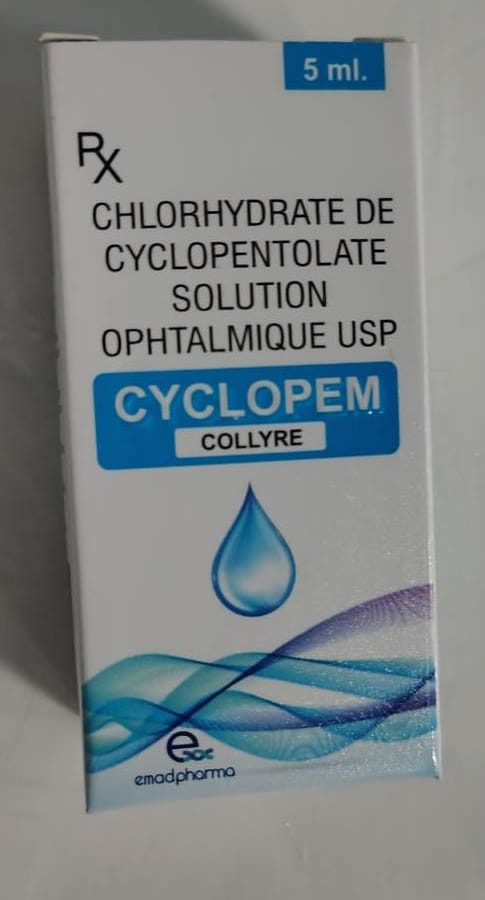 5 ml.
Rx
CHLORHYDRATE DE
CYCLOPENTOLATE
SOLUTION
OPHTALMIQUE USP
CYCLOPEM
COLLYRE
emadpharma